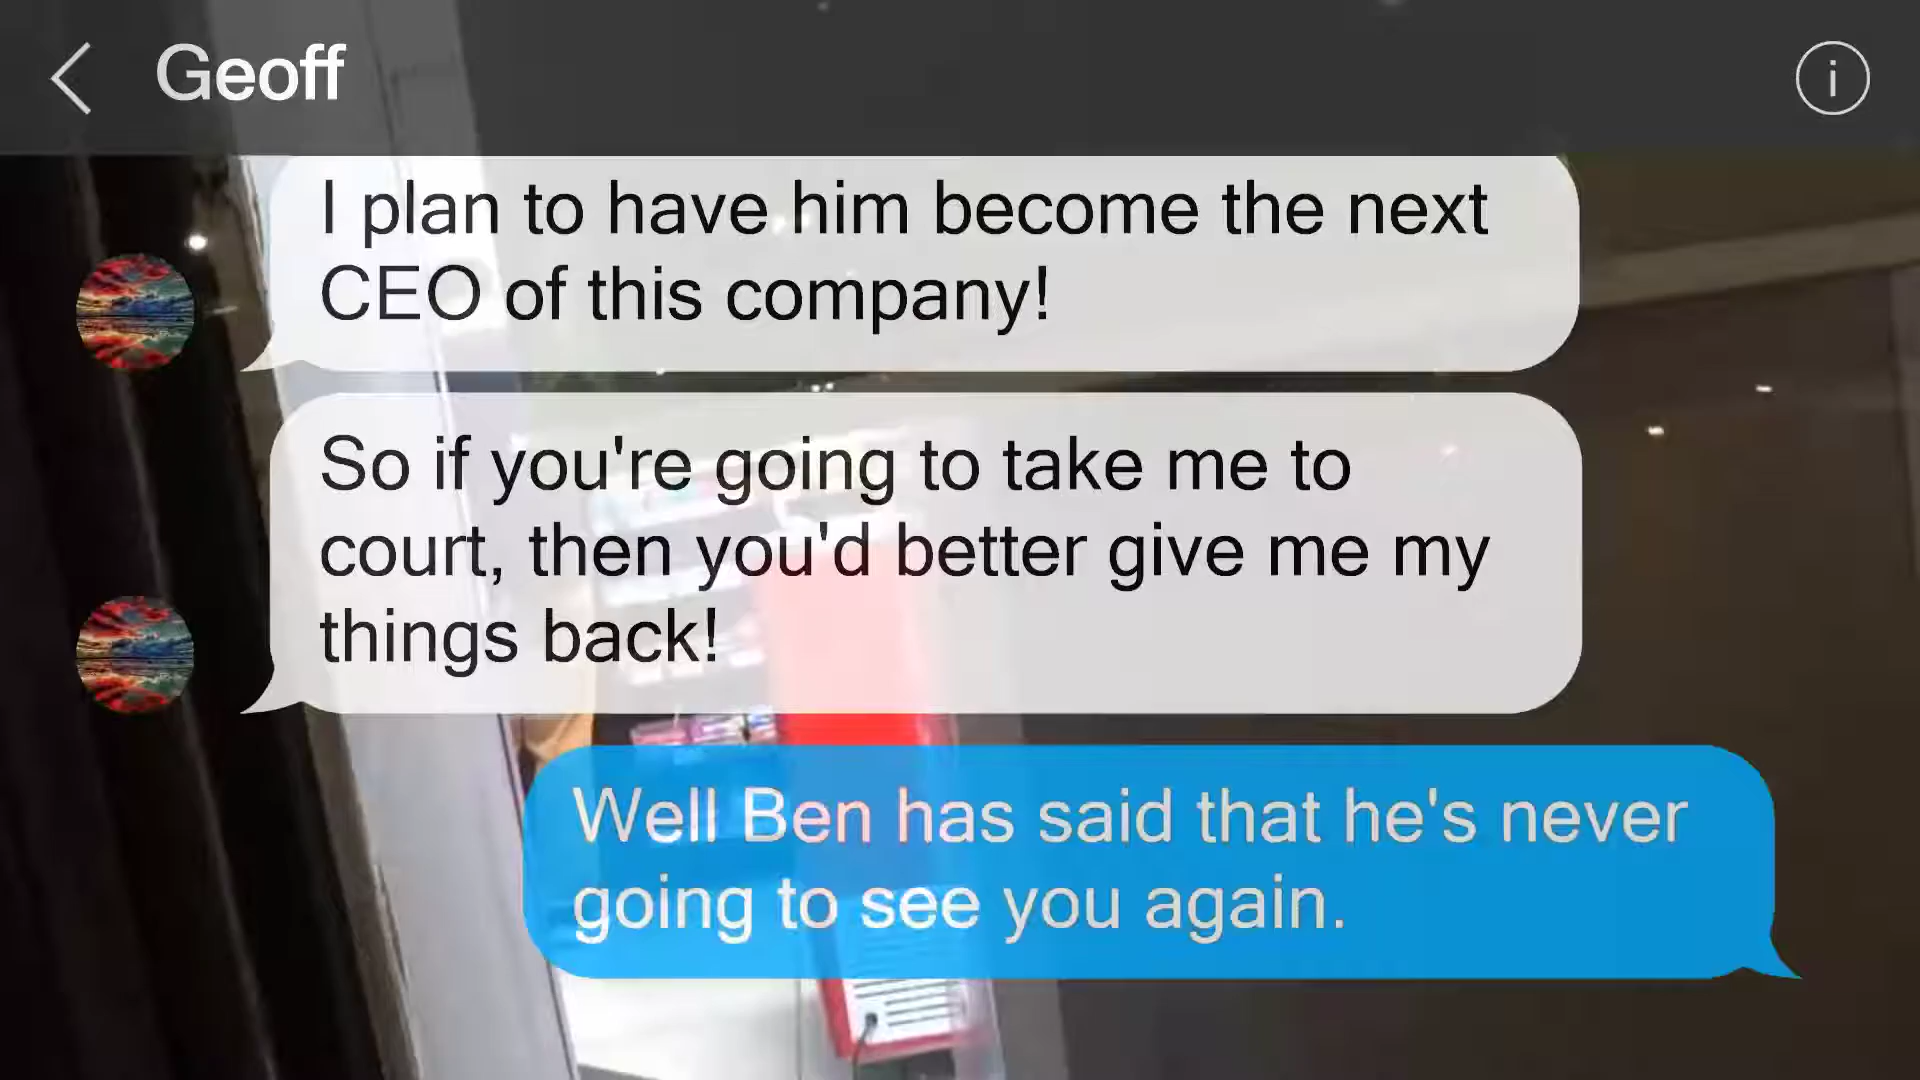 Geoff
I plan to have him become the next
CEO of this company!
So if you're going to take me to
court, then you'd better give me my
things back!
Well Ben has said that he's never
going to see you again.